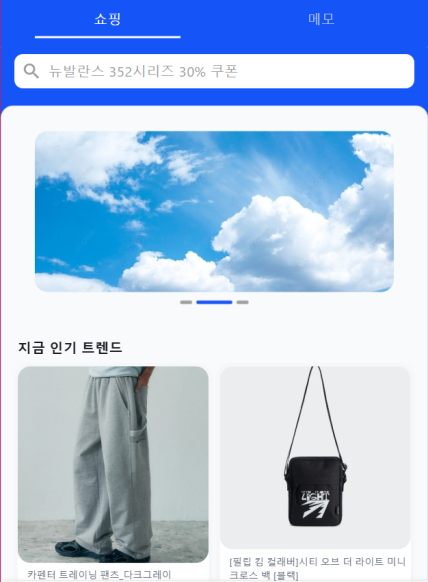 쇼핑
메모
뉴발란스 352시리즈 30% 쿠폰
지금 인기 트렌드
카펜터 트레이닝 팬츠_다크그레이
[필립 킴 컬래버]시티 오브 더 라이트 미니
크로스 백 [블랙]